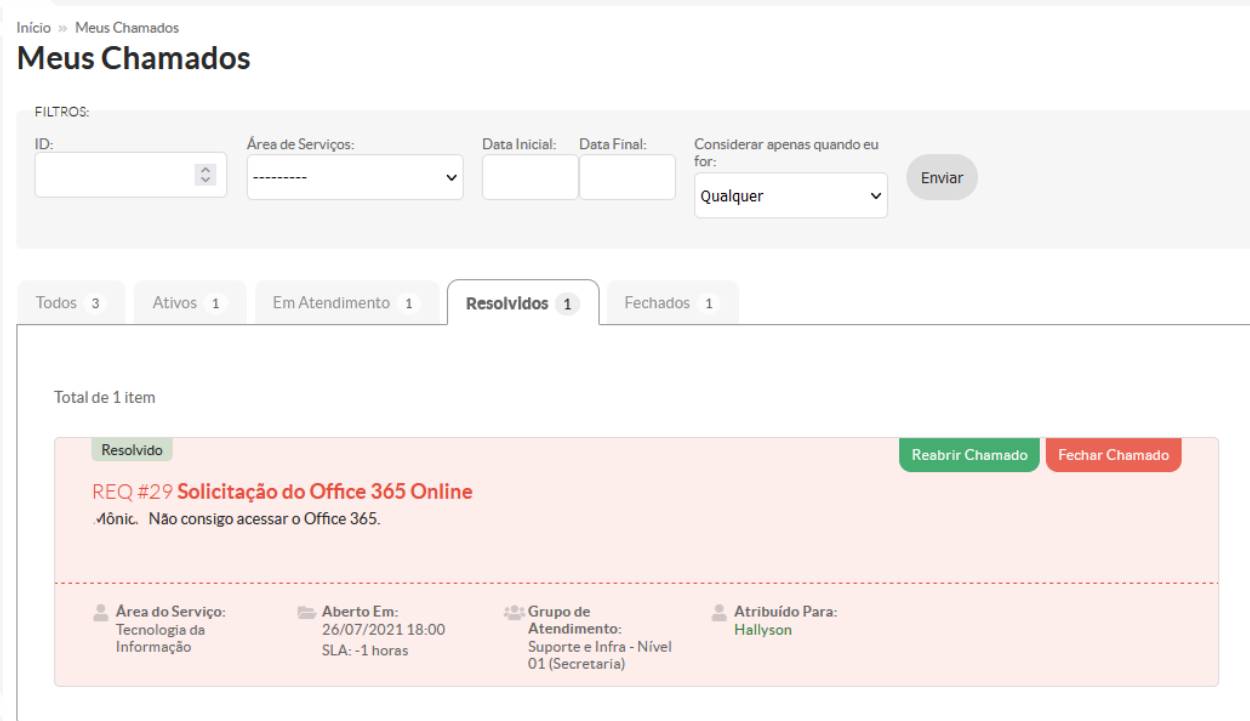 Início » Meus Chamados
Meus Chamados
FILTROS:
ID:
Área de Serviços:
---------
Data Inicial:
Data Final:
Considerar apenas quando eu
for:
Qualquer
Enviar
Todos 3
Ativos 1
Em Atendimento 1
Resolvidos 1
Fechados 1
Total de 1 item
Resolvido
Reabrir Chamado
Fechar Chamado
REQ #29 Solicitação do Office 365 Online
Não consigo acessar o Office 365.
Área do Serviço:
Tecnologia da
Informação
Aberto Em:
26/07/2021 18:00
SLA: -1 horas
Grupo de
Atendimento:
Suporte e Infra - Nível
01 (Secretaria)
Atribuído Para:
Hallyson